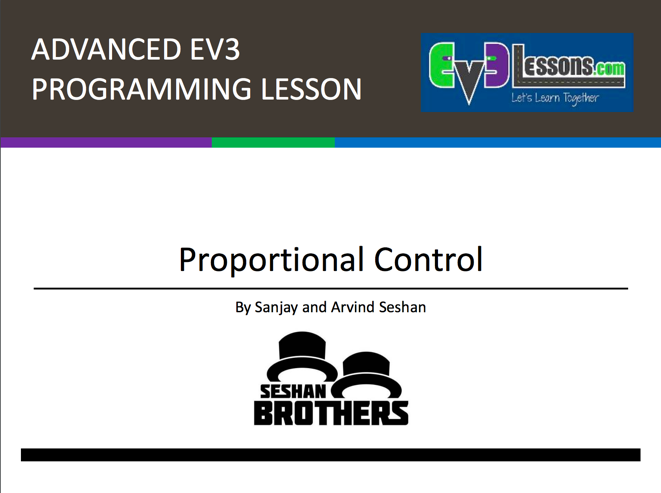 ADVANCED EV3
PROGRAMMING LESSON
EV3Lessons.com
Let's Learn Together
Proportional Control
By Sanjay and Arvind Seshan
SESHAN
BROTHERS